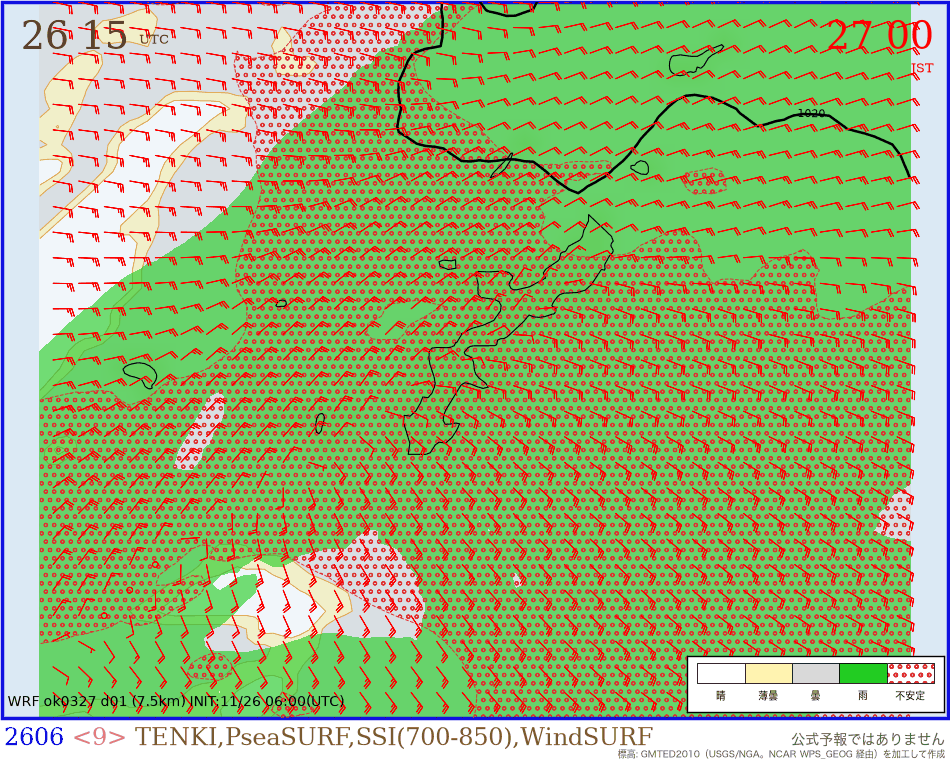 26 15 UTC
27 00
JST
1020
晴 薄曇 曇 雨 不安定
WRF ok0327 d01 (7.5km) INIT:11/26 06:00(UTC)
2606 <9> TENKI,PseaSURF,SSI(700-850),WindSURF
公式予報ではありません
標高: GMTED2010（USGS/NGA。NCAR WPS_GEOG 経由）を加工して作成